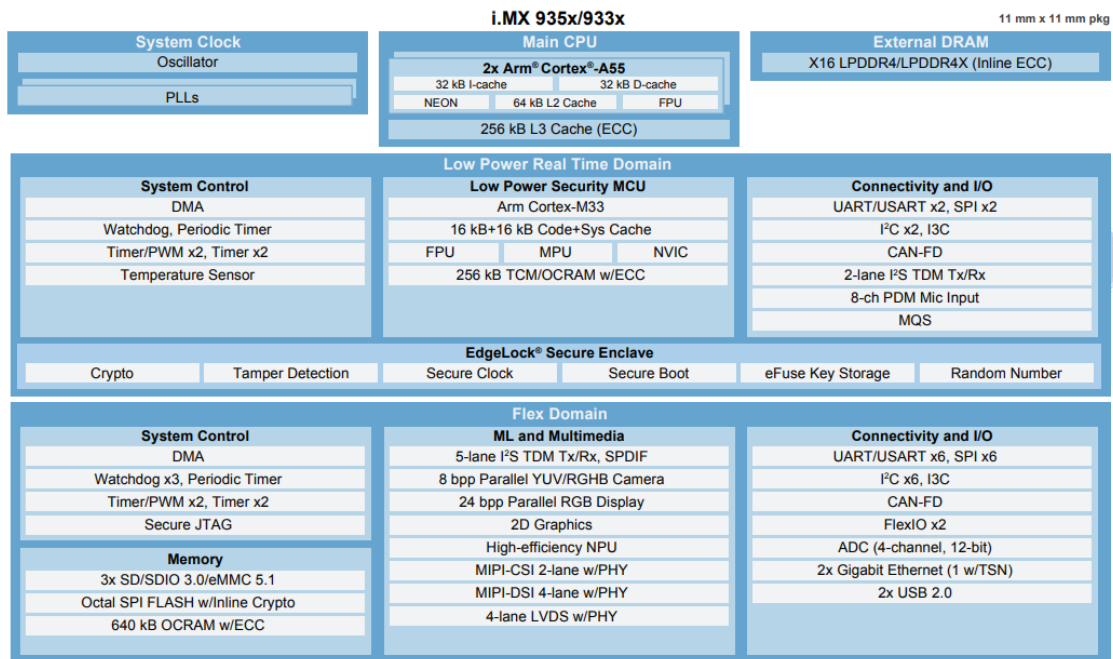 i.MX 935x/933x
11 mm x 11 mm pkg
System Clock
Oscillator
PLLs
Main CPU
2x Arm® Cortex®-A55
32 kB I-cache
32 kB D-cache
NEON
64 kB L2 Cache
FPU
256 kB L3 Cache (ECC)
External DRAM
X16 LPDDR4/LPDDR4X (Inline ECC)
Low Power Real Time Domain
System Control
DMA
Watchdog, Periodic Timer
Timer/PWM x2, Timer x2
Temperature Sensor
Low Power Security MCU
Arm Cortex-M33
16 kB+16 kB Code+Sys Cache
FPU
MPU
NVIC
256 kB TCM/OCRAM w/ECC
Connectivity and I/O
UART/USART x2, SPI x2
I²C x2, I3C
CAN-FD
2-lane I²S TDM Tx/Rx
8-ch PDM Mic Input
MQS
EdgeLock® Secure Enclave
Crypto
Tamper Detection
Secure Clock
Secure Boot
eFuse Key Storage
Random Number
Flex Domain
System Control
DMA
Watchdog x3, Periodic Timer
Timer/PWM x2, Timer x2
Secure JTAG
Memory
3x SD/SDIO 3.0/eMMC 5.1
Octal SPI FLASH w/Inline Crypto
640 kB OCRAM w/ECC
ML and Multimedia
5-lane I²S TDM Tx/Rx, SPDIF
8 bpp Parallel YUV/RGHB Camera
24 bpp Parallel RGB Display
2D Graphics
High-efficiency NPU
MIPI-CSI 2-lane w/PHY
MIPI-DSI 4-lane w/PHY
4-lane LVDS w/PHY
Connectivity and I/O
UART/USART x6, SPI x6
I²C x6, I3C
CAN-FD
FlexIO x2
ADC (4-channel, 12-bit)
2x Gigabit Ethernet (1 w/TSN)
2x USB 2.0